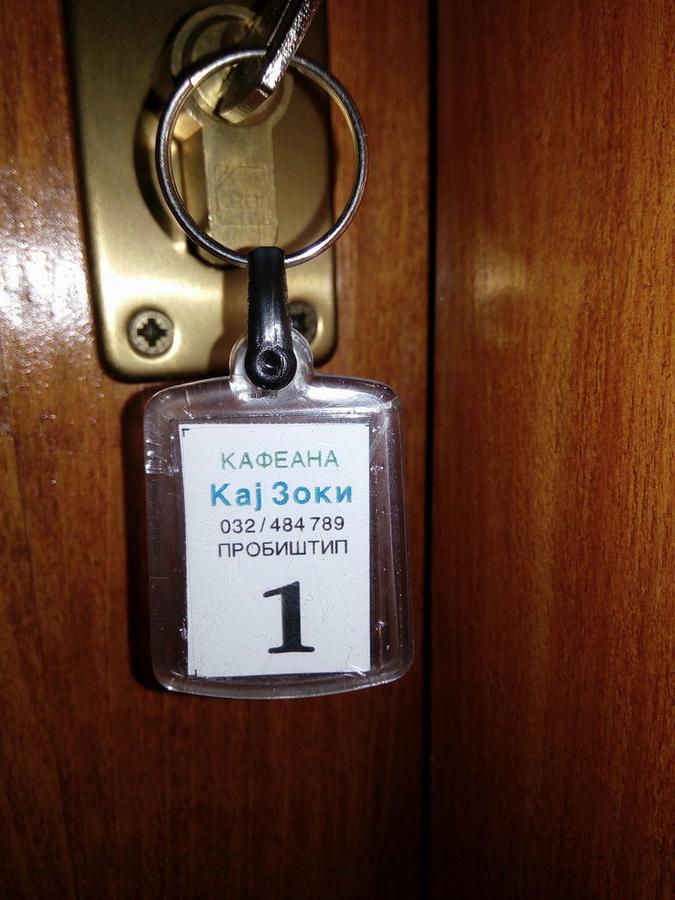 КАФЕАНА
Кај Зоки
032 / 484 789
ПРОБИШТИП
1